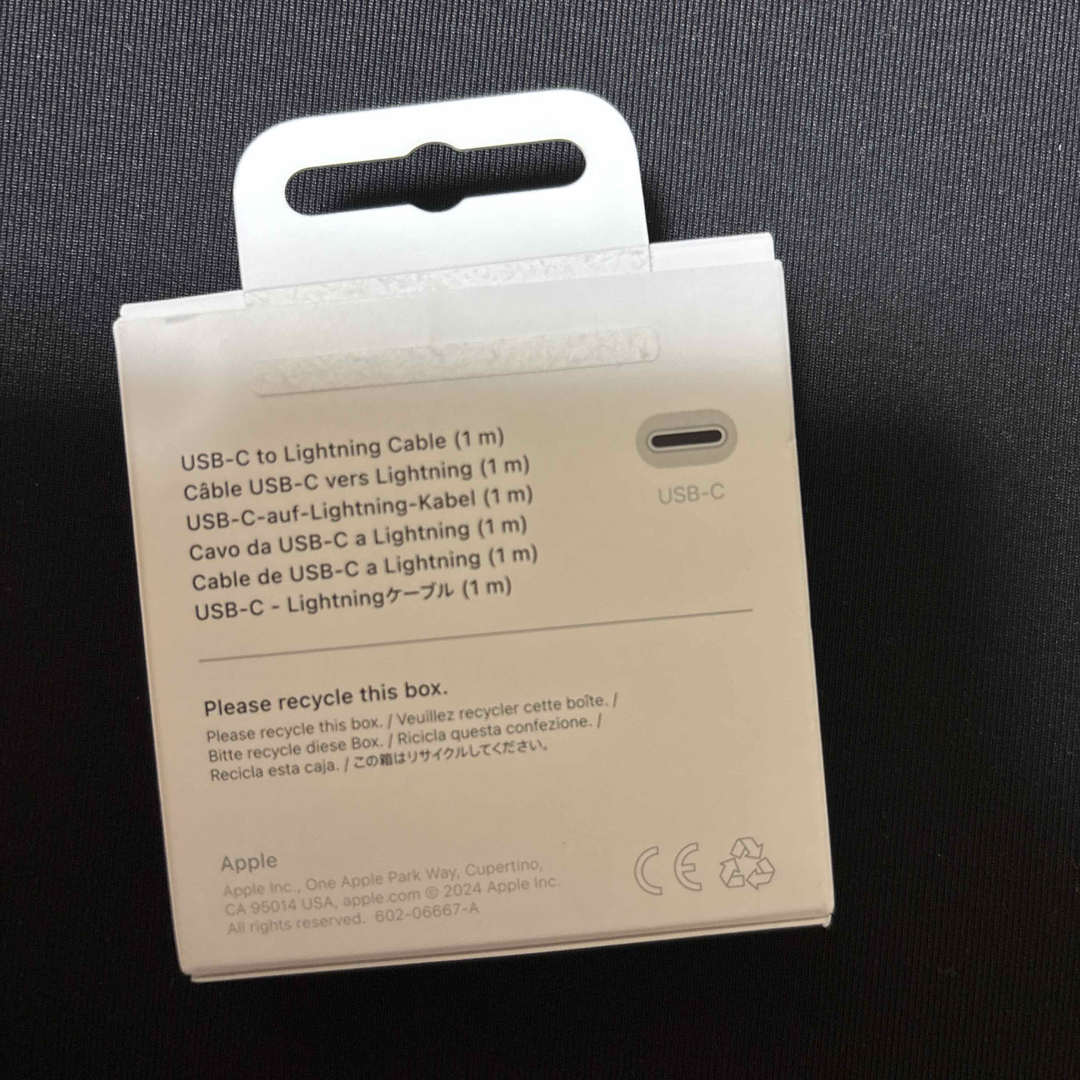 USB-C to Lightning Cable (1 m)
Câble USB-C vers Lightning (1 m)
USB-C-auf-Lightning-Kabel (1 m)
Cavo da USB-C a Lightning (1 m)
Cable de USB-C a Lightning (1 m)
USB-C - Lightningケーブル (1 m)
USB-C
Please recycle this box.
Please recycle this box. / Veuillez recycler cette boîte. /
Bitte recycle diese Box. / Ricicla questa confezione. /
Recicla esta caja. / この箱はリサイクルしてください。
Apple
Apple Inc., One Apple Park Way, Cupertino,
CA 95014 USA, apple.com © 2024 Apple Inc.
All rights reserved. 602-06667-A
CE